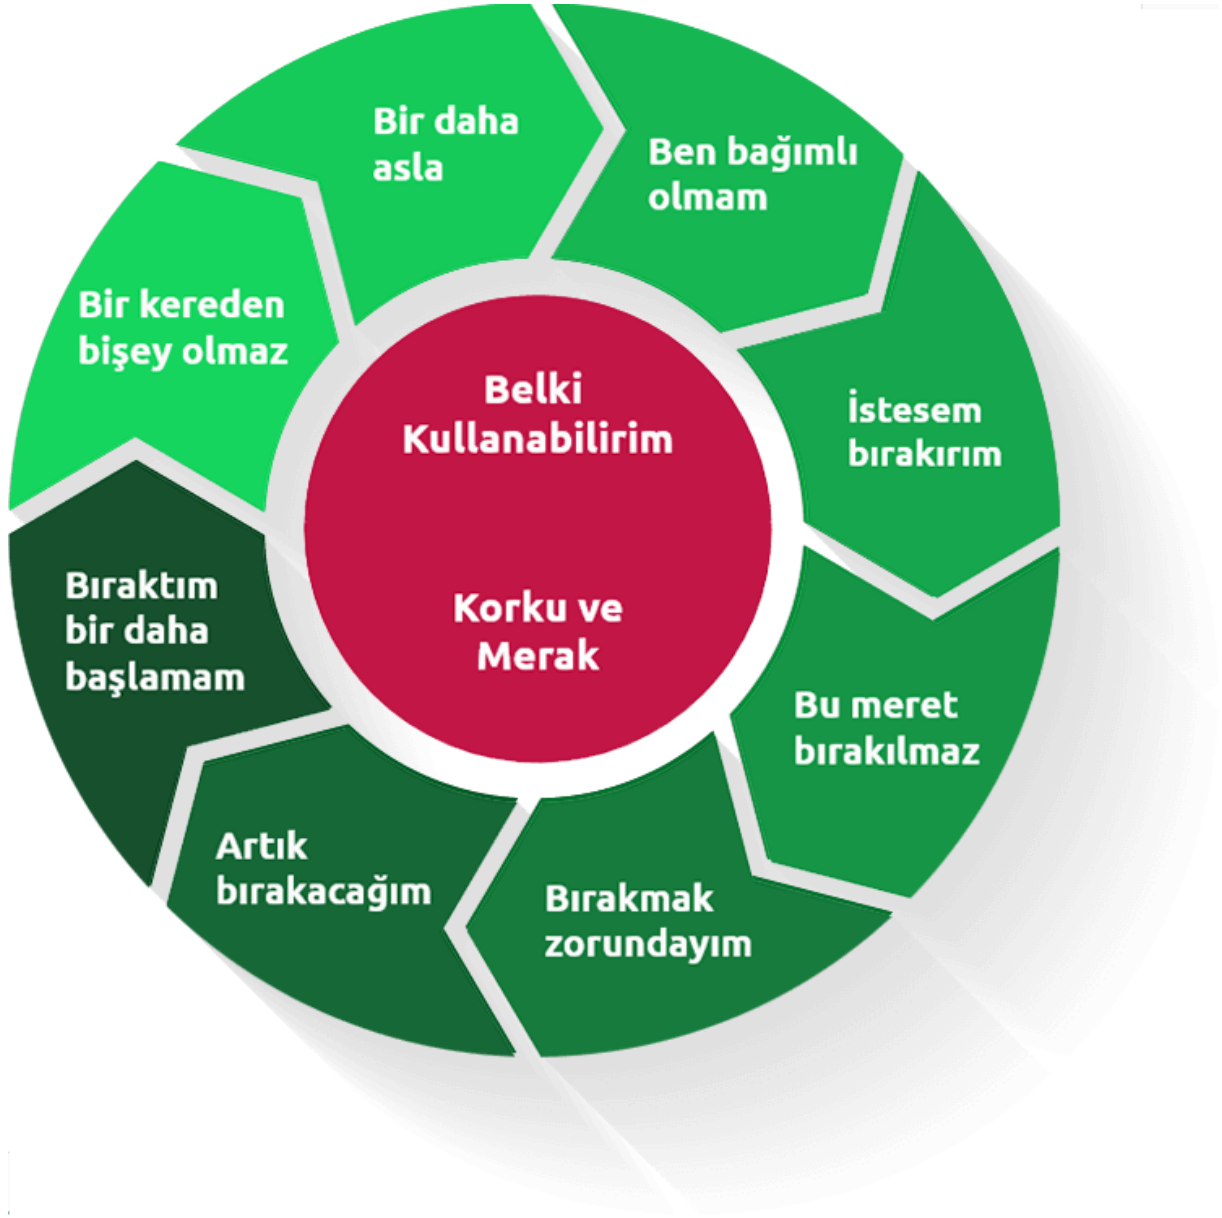 Bir daha
asla
Ben bağımlı
olmam
İstesem
bırakırım
Bu meret
bırakılmaz
Bırakmak
zorundayım
Artık
bırakacağım
Bıraktım
bir daha
başlamam
Bir kereden
bişey olmaz
Belki
Kullanabilirim
Korku ve
Merak